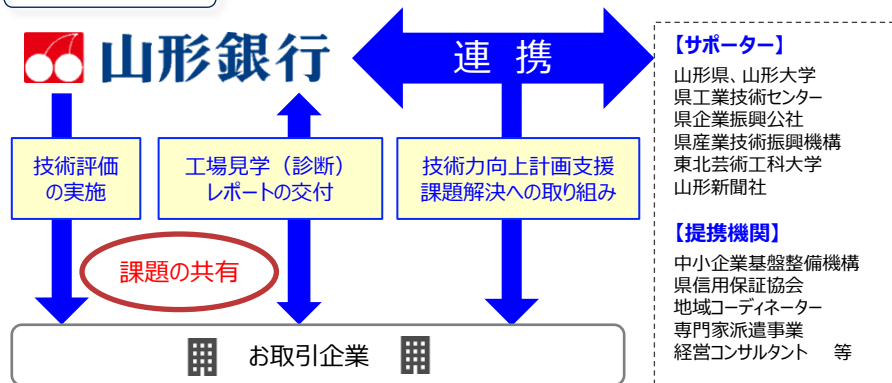 山形銀行
連 携
技術評価
の実施
工場見学（診断）
レポートの交付
技術力向上計画支援
課題解決への取り組み
課題の共有
お取引企業
【サポーター】
山形県、山形大学
県工業技術センター
県企業振興公社
県産業技術振興機構
東北芸術工科大学
山形新聞社
【提携機関】
中小企業基盤整備機構
県信用保証協会
地域コーディネーター
専門家派遣事業
経営コンサルタント 等